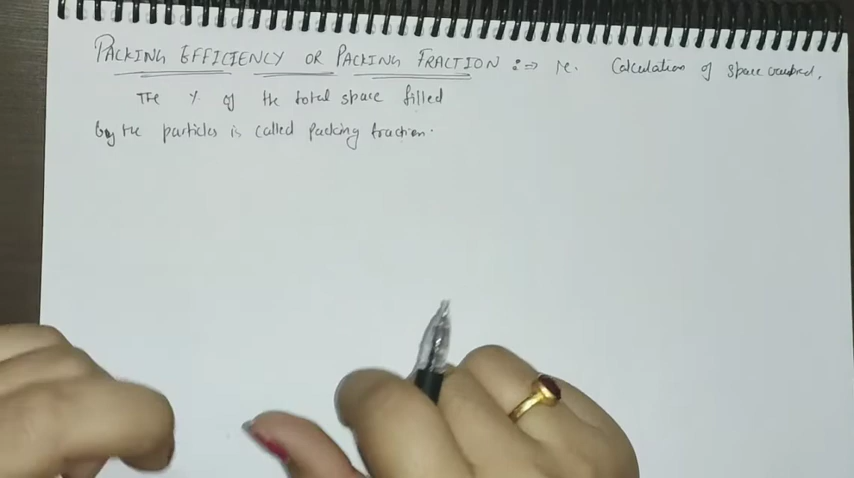 PACKING EFFICIENCY OR PACKING FRACTION :⇒ ie. Calculation of space occupied.
The % of the total space filled
by the particles is called packing fraction.